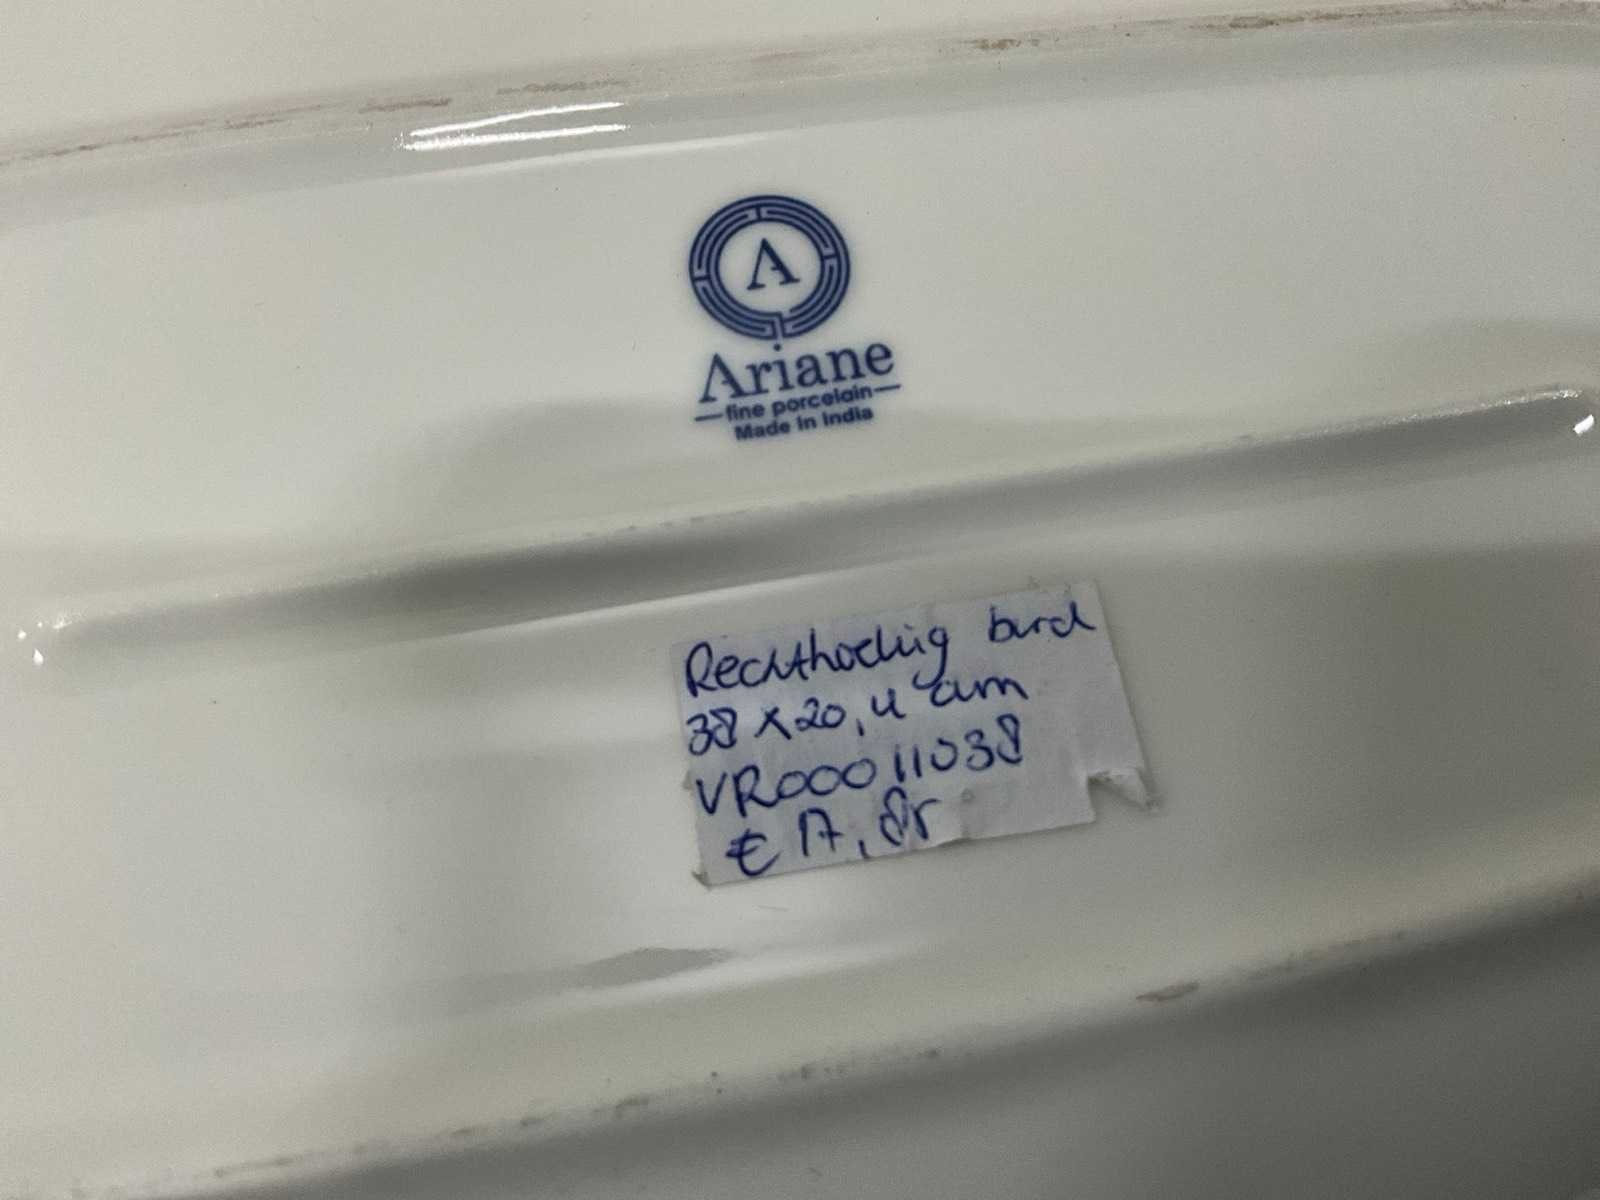 A
Ariane
fine porcelain
Made in India
Rechthoekig bord
38 x 20,4 cm
VR00011038
€ 17,85